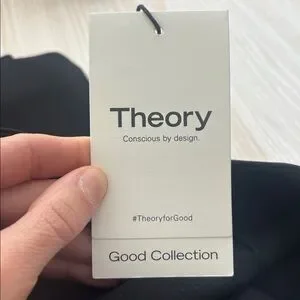 Theory
Conscious by design.
#TheoryforGood
Good Collection